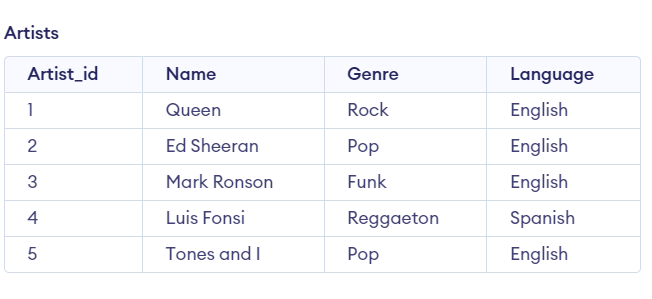 Artists
Artist_id Name Genre Language
1 Queen Rock English
2 Ed Sheeran Pop English
3 Mark Ronson Funk English
4 Luis Fonsi Reggaeton Spanish
5 Tones and I Pop English